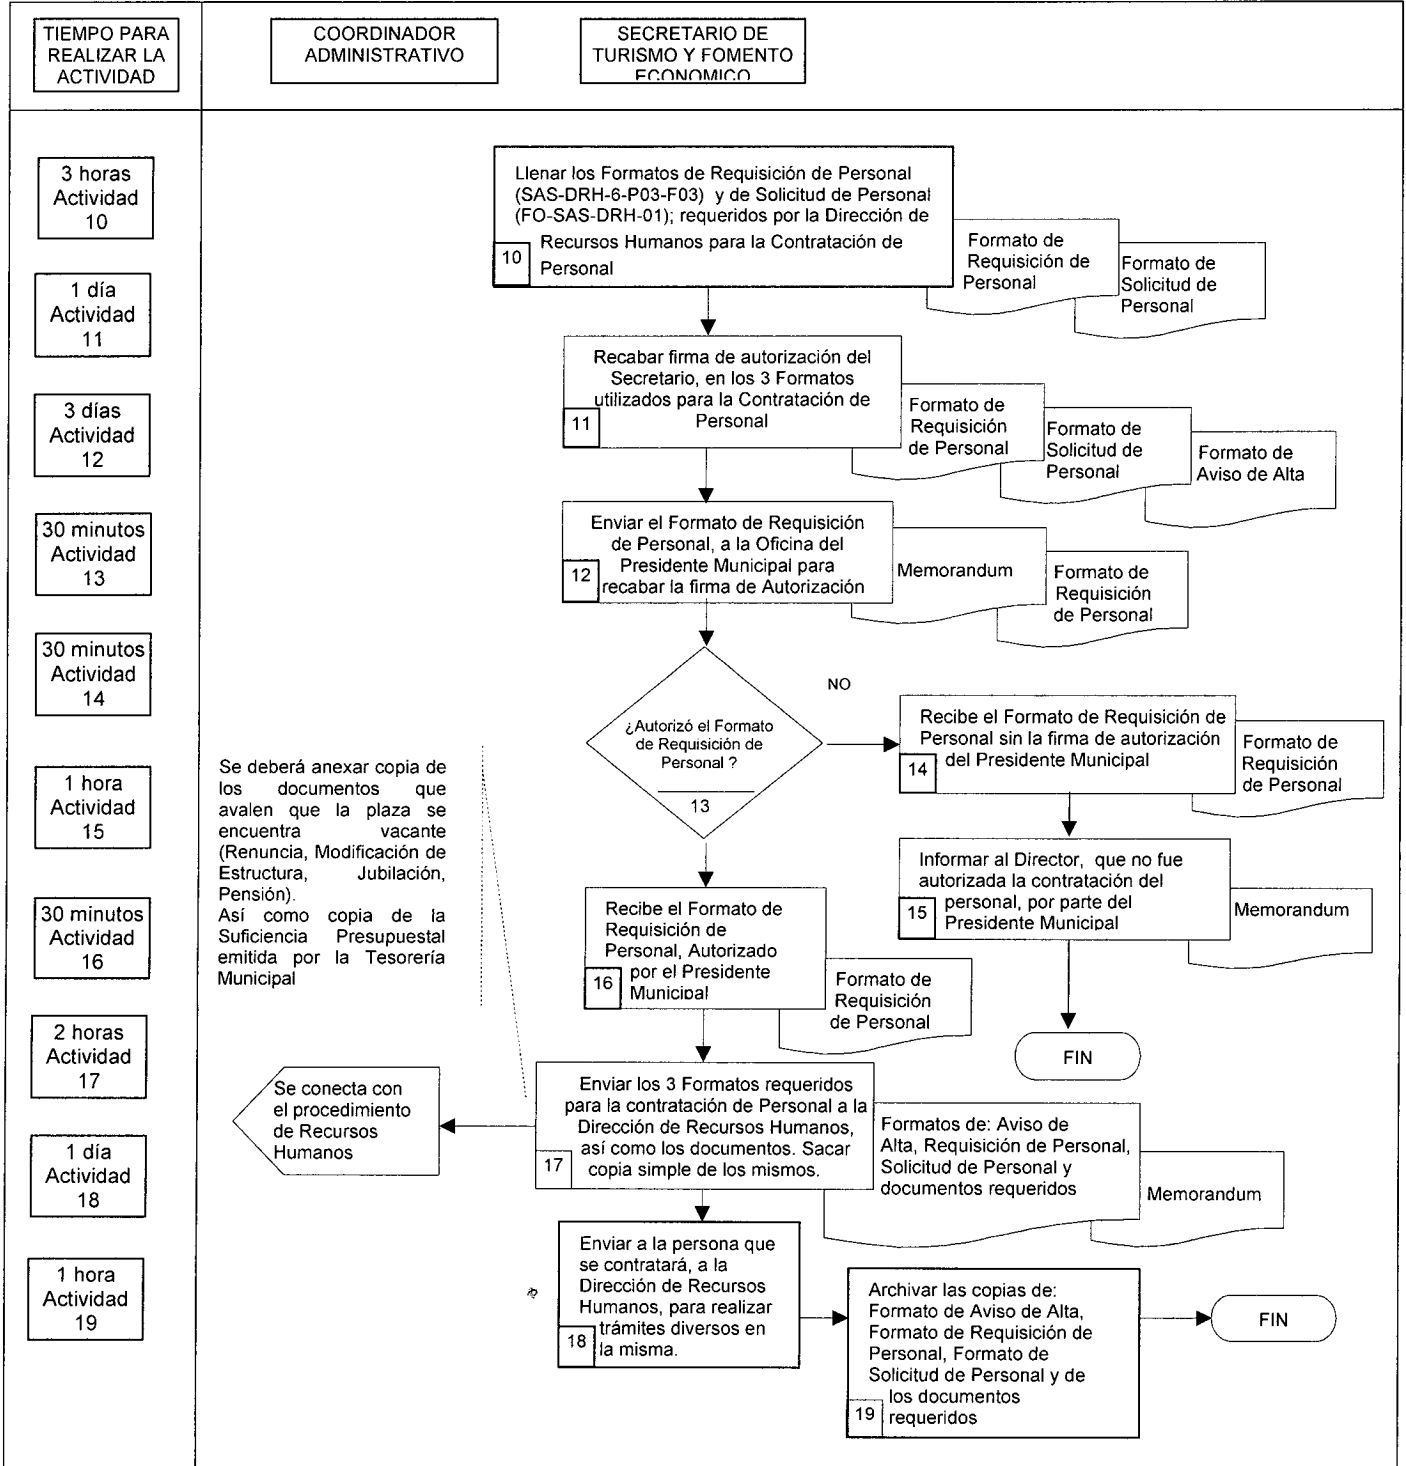 TIEMPO PARA
REALIZAR LA
ACTIVIDAD
COORDINADOR
ADMINISTRATIVO
SECRETARIO DE
TURISMO Y FOMENTO
ECONOMICO
3 horas
Actividad
10
1 día
Actividad
11
3 días
Actividad
12
30 minutos
Actividad
13
30 minutos
Actividad
14
1 hora
Actividad
15
30 minutos
Actividad
16
2 horas
Actividad
17
1 día
Actividad
18
1 hora
Actividad
19
Llenar los Formatos de Requisición de Personal
(SAS-DRH-6-P03-F03) y de Solicitud de Personal
(FO-SAS-DRH-01); requeridos por la Dirección de
Recursos Humanos para la Contratación de
Personal
10
Formato de
Requisición de
Personal
Formato de
Solicitud de
Personal
Recabar firma de autorización del
Secretario, en los 3 Formatos
utilizados para la Contratación de
Personal
11
Formato de
Requisición
de Personal
Formato de
Solicitud de
Personal
Formato de
Aviso de Alta
Enviar el Formato de Requisición
de Personal, a la Oficina del
Presidente Municipal para
recabar la firma de Autorización
12
Memorandum
Formato de
Requisición
de Personal
¿Autorizó el Formato
de Requisición de
Personal ?
13
NO
Recibe el Formato de Requisición de
Personal sin la firma de autorización
del Presidente Municipal
14
Formato de
Requisición
de Personal
Informar al Director, que no fue
autorizada la contratación del
personal, por parte del
Presidente Municipal
15
Memorandum
FIN
Se deberá anexar copia de
los documentos que
avalen que la plaza se
encuentra vacante
(Renuncia, Modificación de
Estructura, Jubilación,
Pensión).
Así como copia de la
Suficiencia Presupuestal
emitida por la Tesorería
Municipal
Recibe el Formato de
Requisición de
Personal, Autorizado
por el Presidente
Municipal
16
Formato de
Requisición
de Personal
Se conecta con
el procedimiento
de Recursos
Humanos
Enviar los 3 Formatos requeridos
para la contratación de Personal a la
Dirección de Recursos Humanos,
así como los documentos. Sacar
copia simple de los mismos.
17
Formatos de: Aviso de
Alta, Requisición de Personal,
Solicitud de Personal y
documentos requeridos
Memorandum
Enviar a la persona que
se contratará, a la
Dirección de Recursos
Humanos, para realizar
trámites diversos en
la misma.
18
Archivar las copias de:
Formato de Aviso de Alta,
Formato de Requisición de
Personal, Formato de
Solicitud de Personal y de
los documentos
requeridos
19
FIN